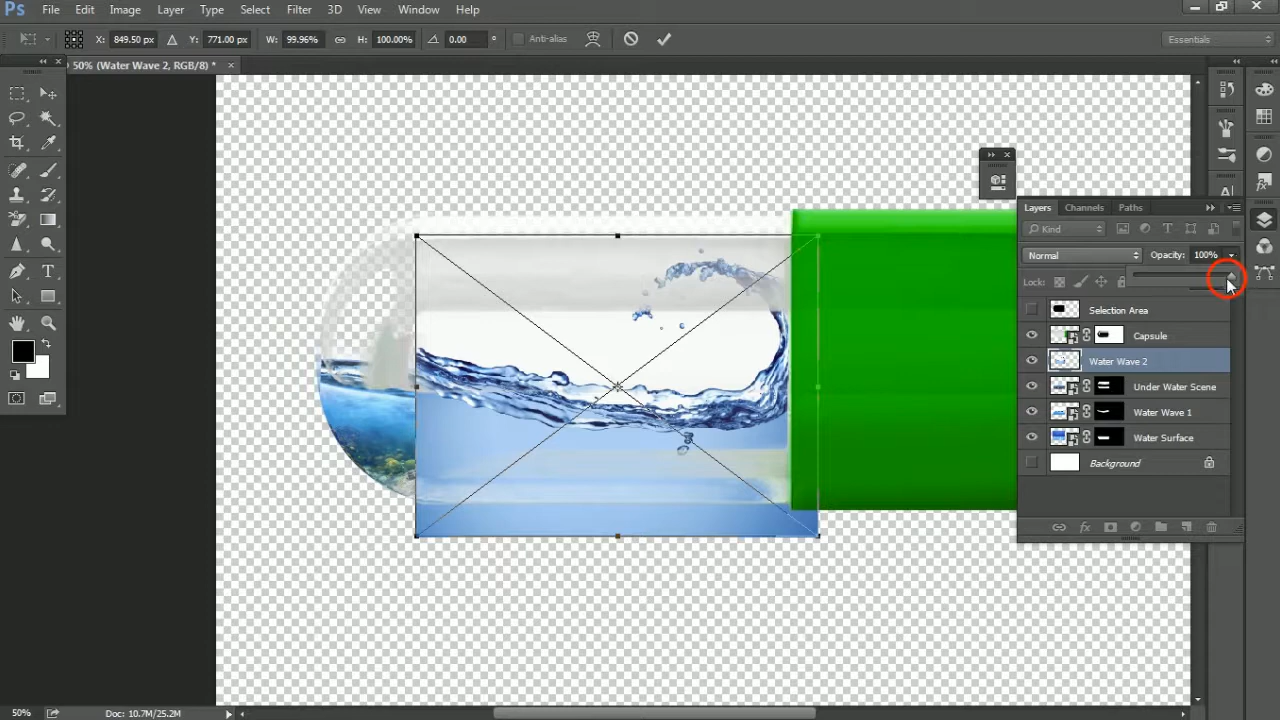 Ps File Edit Image Layer Type Select Filter 3D View Window Help
X: 849.50 px Y: 771.00 px W: 99.96% H: 100.00% 0.00 ° Anti-alias Essentials
50% (Water Wave 2, RGB/8) * ×
Layers Channels Paths
Kind
Normal Opacity: 100%
Lock:
Selection Area
Capsule
Water Wave 2
Under Water Scene
Water Wave 1
Water Surface
Background
fx
50% Doc: 10.7M/25.2M